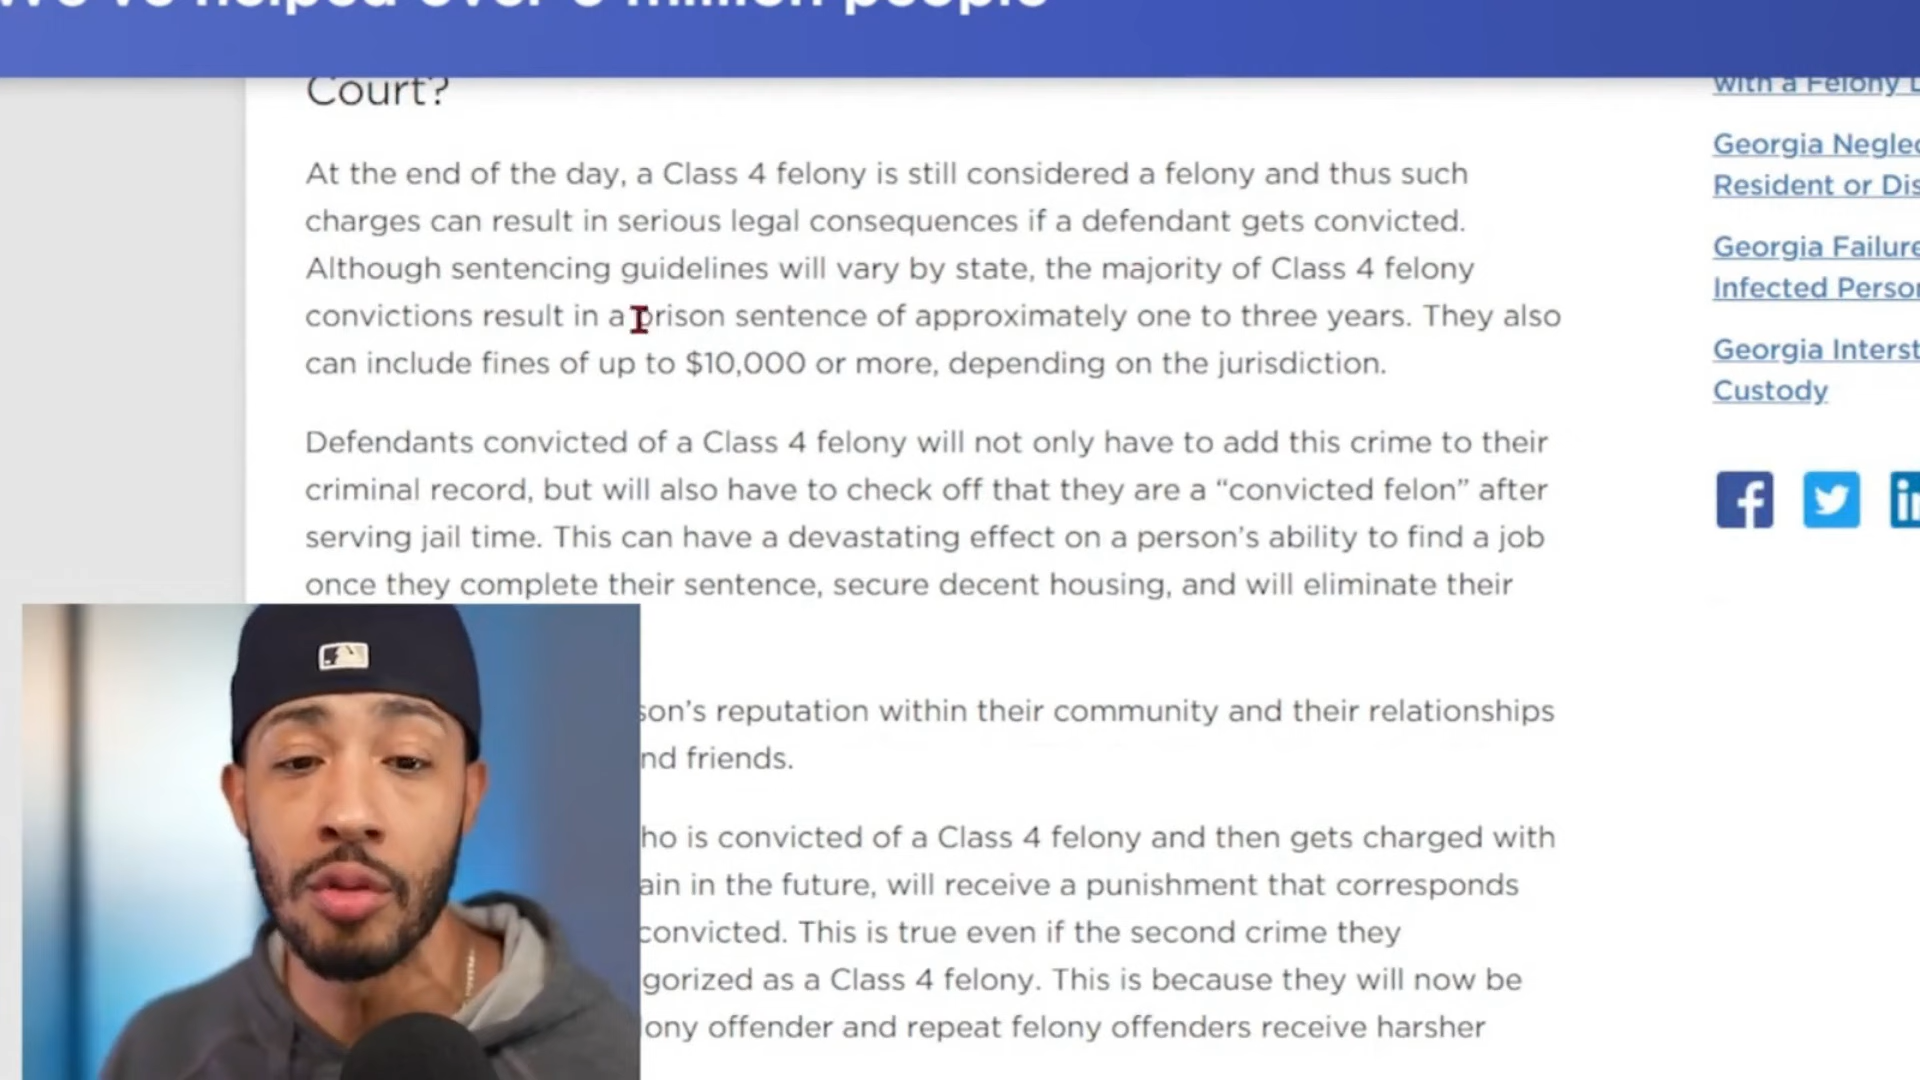 We've helped over 6 million people
Court?
At the end of the day, a Class 4 felony is still considered a felony and thus such
charges can result in serious legal consequences if a defendant gets convicted.
Although sentencing guidelines will vary by state, the majority of Class 4 felony
convictions result in a prison sentence of approximately one to three years. They also
can include fines of up to $10,000 or more, depending on the jurisdiction.
Defendants convicted of a Class 4 felony will not only have to add this crime to their
criminal record, but will also have to check off that they are a “convicted felon” after
serving jail time. This can have a devastating effect on a person’s ability to find a job
once they complete their sentence, secure decent housing, and will eliminate their
son’s reputation within their community and their relationships
nd friends.
ho is convicted of a Class 4 felony and then gets charged with
ain in the future, will receive a punishment that corresponds
convicted. This is true even if the second crime they
gorized as a Class 4 felony. This is because they will now be
ony offender and repeat felony offenders receive harsher
with a Felony
Georgia Neglec
Resident or Dis
Georgia Failure
Infected Person
Georgia Interst
Custody